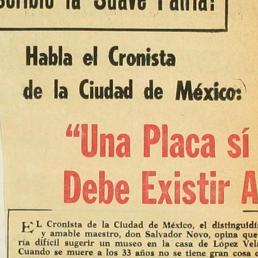 scribió la Suave Patria!
Habla el Cronista
de la Ciudad de México:
"Una Placa sí
Debe Existir A
EL Cronista de la Ciudad de México, el distinguid
y amable maestro, don Salvador Novo, opina que
ría difícil sugerir un museo en la casa de López Vela
Cuando se muere a los 33 años no se tiene gran cosa d